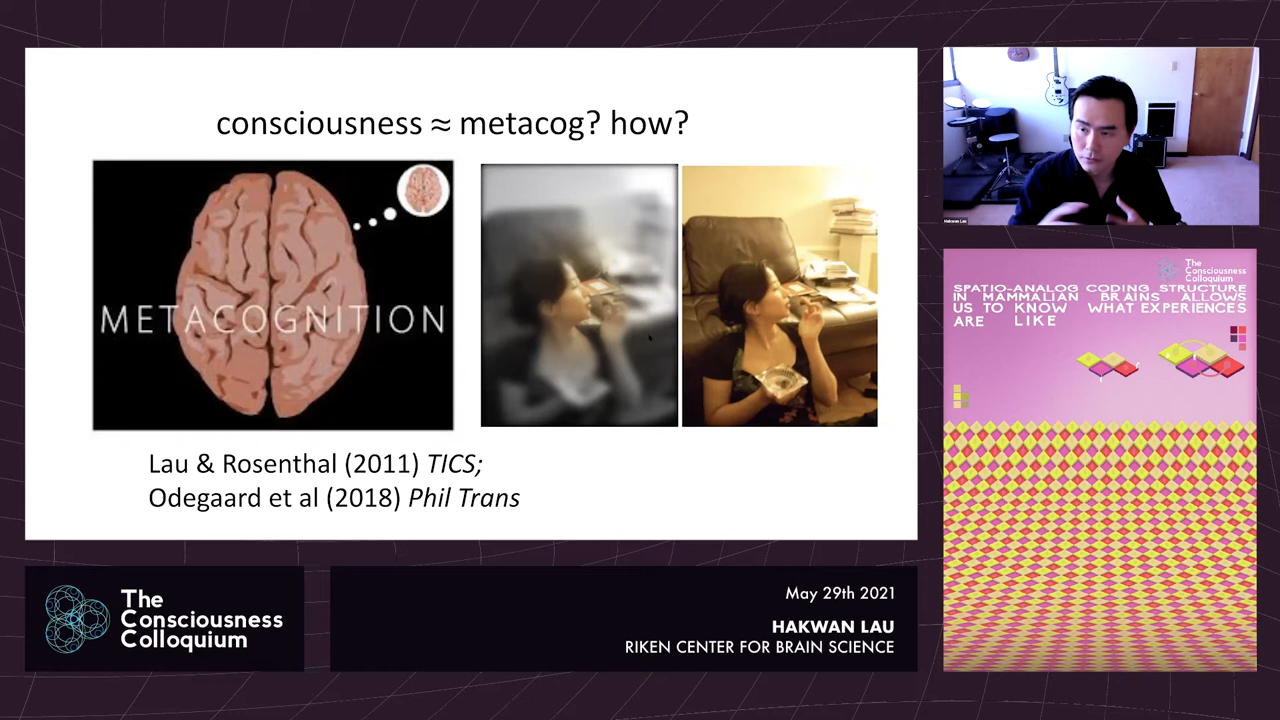 consciousness ≈ metacog? how?
METACOGNITION
Lau & Rosenthal (2011) TICS;
Odegaard et al (2018) Phil Trans
Hakwan Lau
The
Consciousness
Colloquium
SPATIO-ANALOG CODING STRUCTURE
IN MAMMALIAN BRAINS ALLOWS
US TO KNOW WHAT EXPERIENCES
ARE LIKE
The
Consciousness
Colloquium
May 29th 2021
HAKWAN LAU
RIKEN CENTER FOR BRAIN SCIENCE